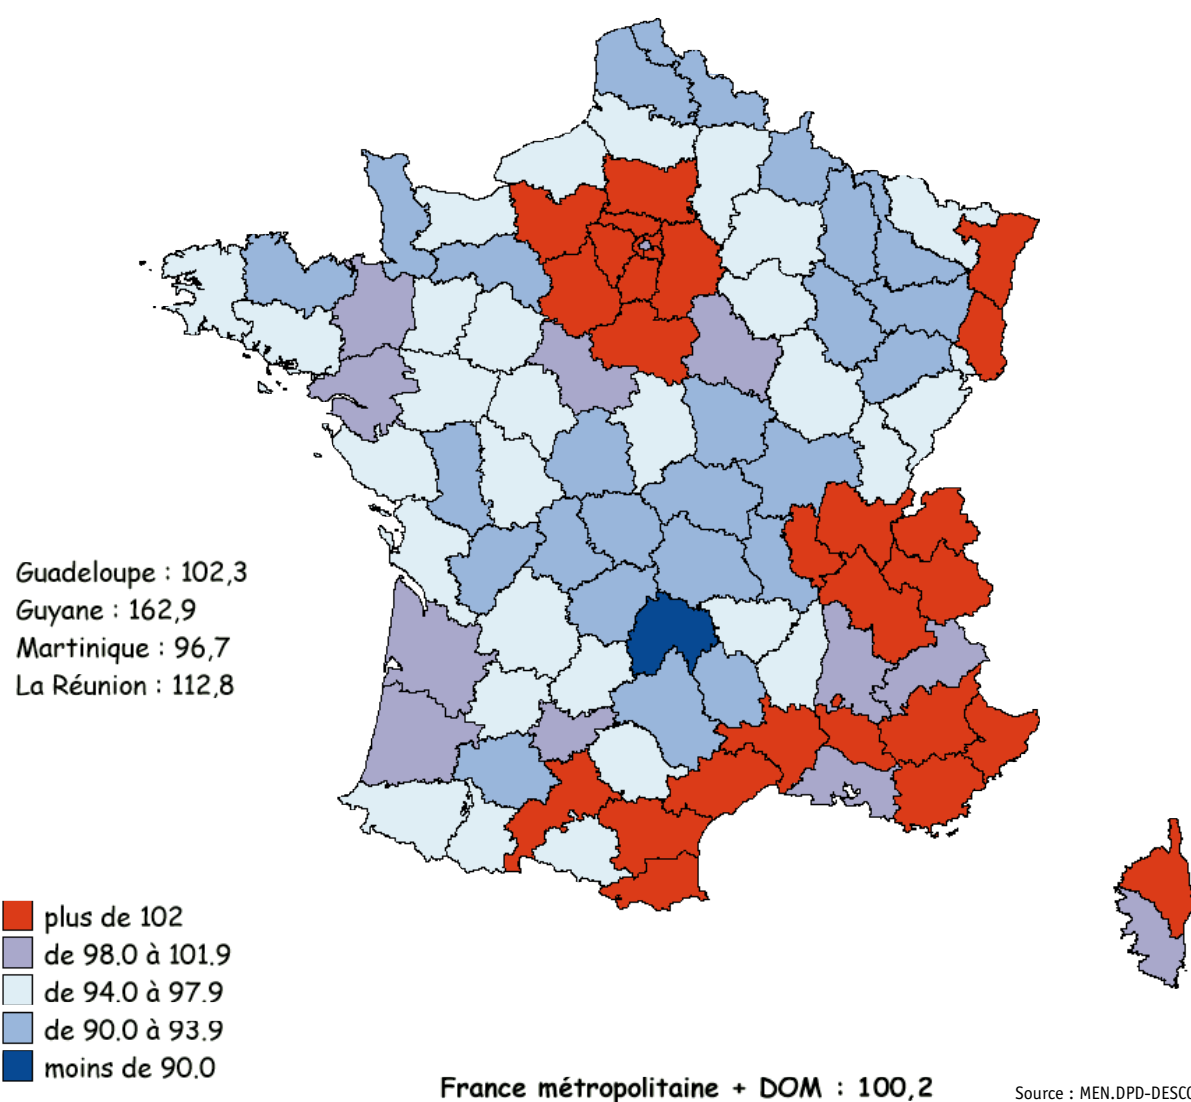 Guadeloupe : 102,3
Guyane : 162,9
Martinique : 96,7
La Réunion : 112,8
plus de 102
de 98.0 à 101.9
de 94.0 à 97.9
de 90.0 à 93.9
moins de 90.0
France métropolitaine + DOM : 100,2
Source : MEN.DPD-DESCO